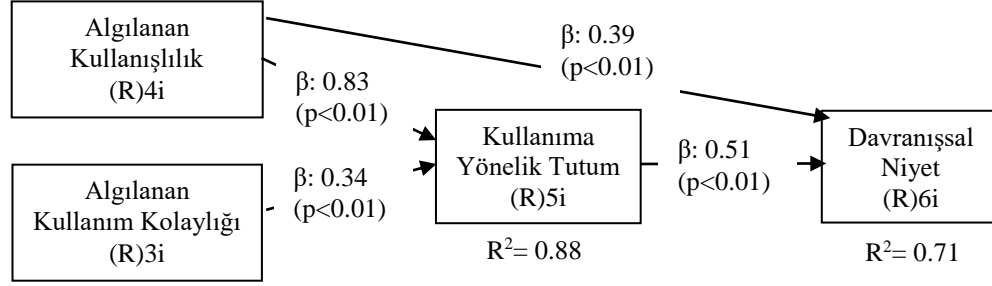 Algılanan
Kullanışlılık
(R)4i
β: 0.39
(p<0.01)
β: 0.83
(p<0.01)
Kullanıma
Yönelik Tutum
(R)5i
β: 0.51
(p<0.01)
Davranışsal
Niyet
(R)6i
Algılanan
Kullanım Kolaylığı
(R)3i
β: 0.34
(p<0.01)
R²= 0.88
R²= 0.71